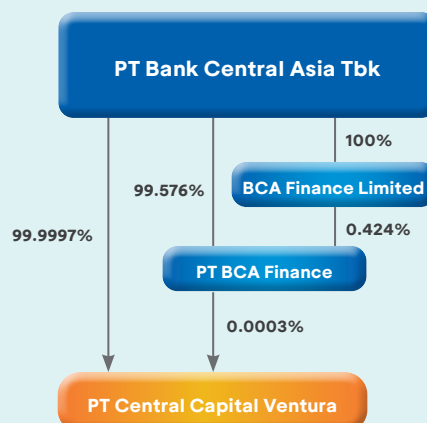 PT Bank Central Asia Tbk
100%
99.576%
BCA Finance Limited
99.9997%
0.424%
PT BCA Finance
0.0003%
PT Central Capital Ventura